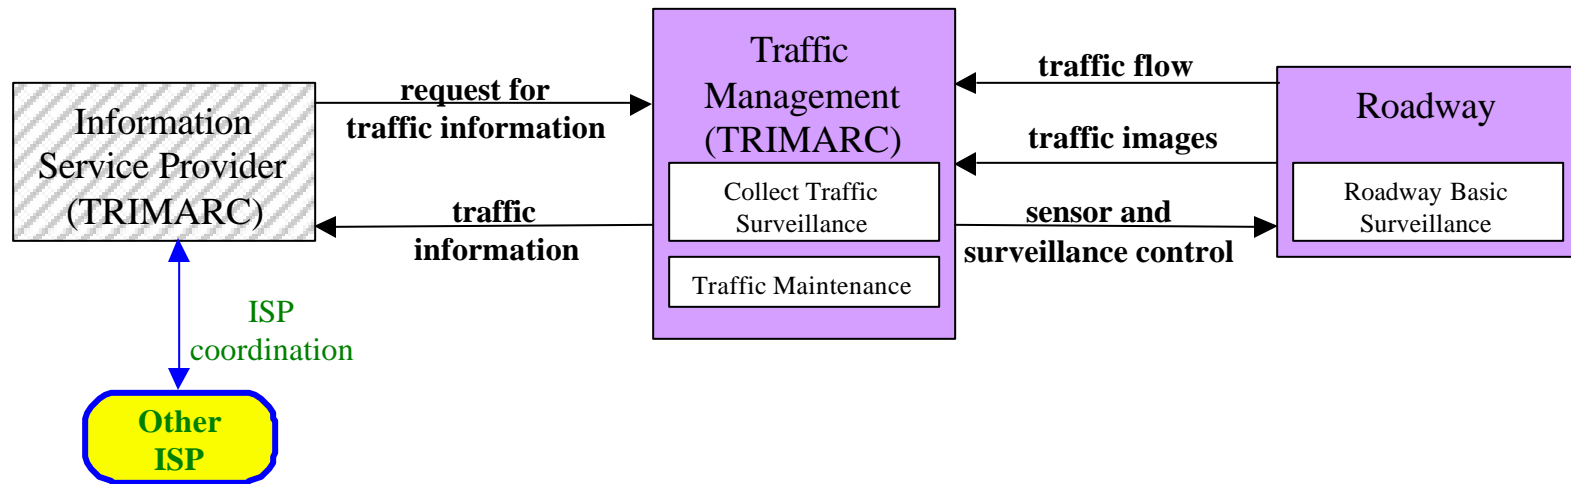 Information
Service Provider
(TRIMARC)
request for
traffic information
traffic
information
ISP
coordination
Other
ISP
Traffic
Management
(TRIMARC)
Collect Traffic
Surveillance
Traffic Maintenance
traffic flow
traffic images
sensor and
surveillance control
Roadway
Roadway Basic
Surveillance